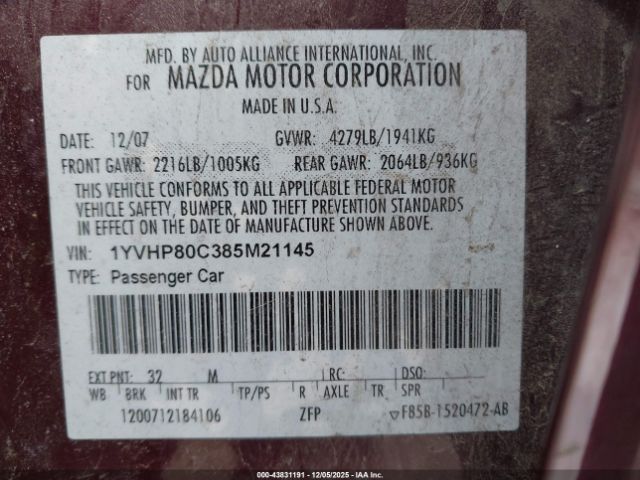 MFD. BY AUTO ALLIANCE INTERNATIONAL, INC.
FOR MAZDA MOTOR CORPORATION
MADE IN U.S.A.
DATE: 12/07 GVWR: 4279LB/1941KG
FRONT GAWR: 2216LB/1005KG REAR GAWR: 2064LB/936KG
THIS VEHICLE CONFORMS TO ALL APPLICABLE FEDERAL MOTOR
VEHICLE SAFETY, BUMPER, AND THEFT PREVENTION STANDARDS
IN EFFECT ON THE DATE OF MANUFACTURE SHOWN ABOVE.
VIN: 1YVHP80C385M21145
TYPE: Passenger Car
EXT PNT: 32 M LRC: DSO:
WB BRK INT TR TP/PS R AXLE TR SPR
1200712184106 ZFP ▽F85B-1520472-AB
000-43831191 - 12/05/2025 - IAAI.COM